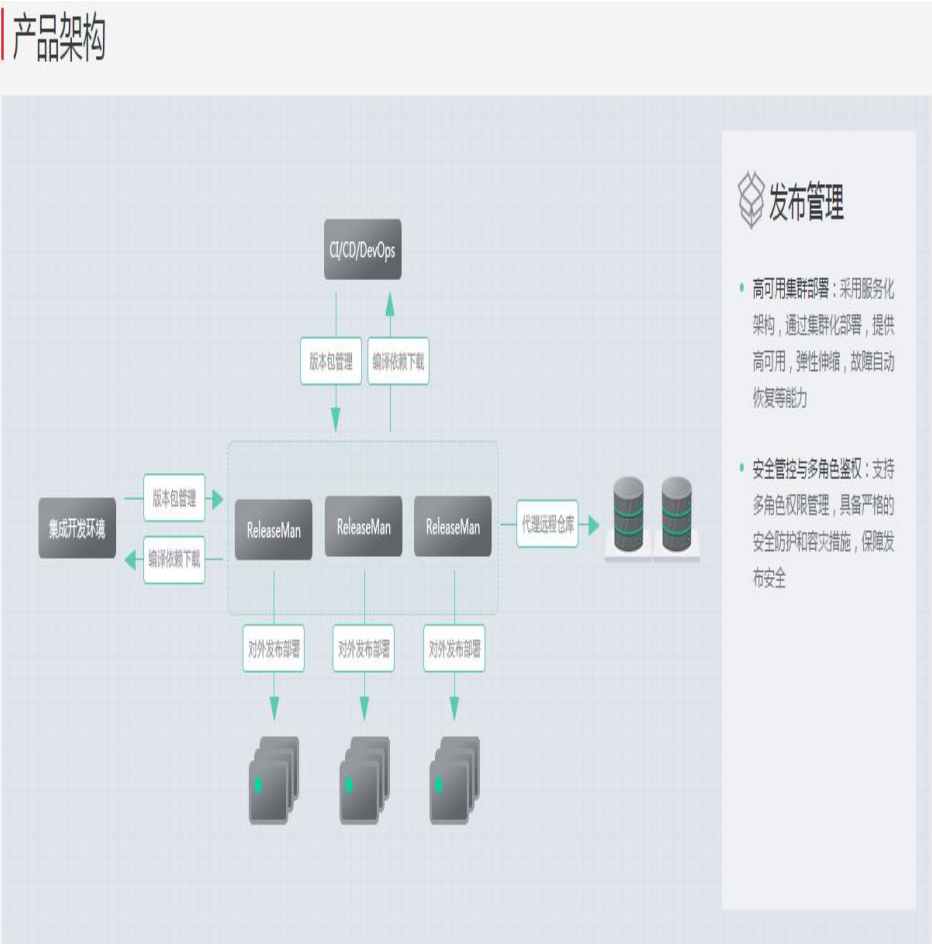 产品架构
发布管理
CI/CD/DevOps
高可用集群部署：采用服务化
架构，通过集群化部署，提供
高可用，弹性伸缩，故障自动
恢复等能力
版本包管理
编译依赖下载
安全管控与多角色鉴权：支持
多角色权限管理，具备严格的
安全防护和容灾措施，保障发
布安全
集成开发环境
版本包管理
编译依赖下载
ReleaseMan
ReleaseMan
ReleaseMan
代理远程仓库
对外发布部署
对外发布部署
对外发布部署